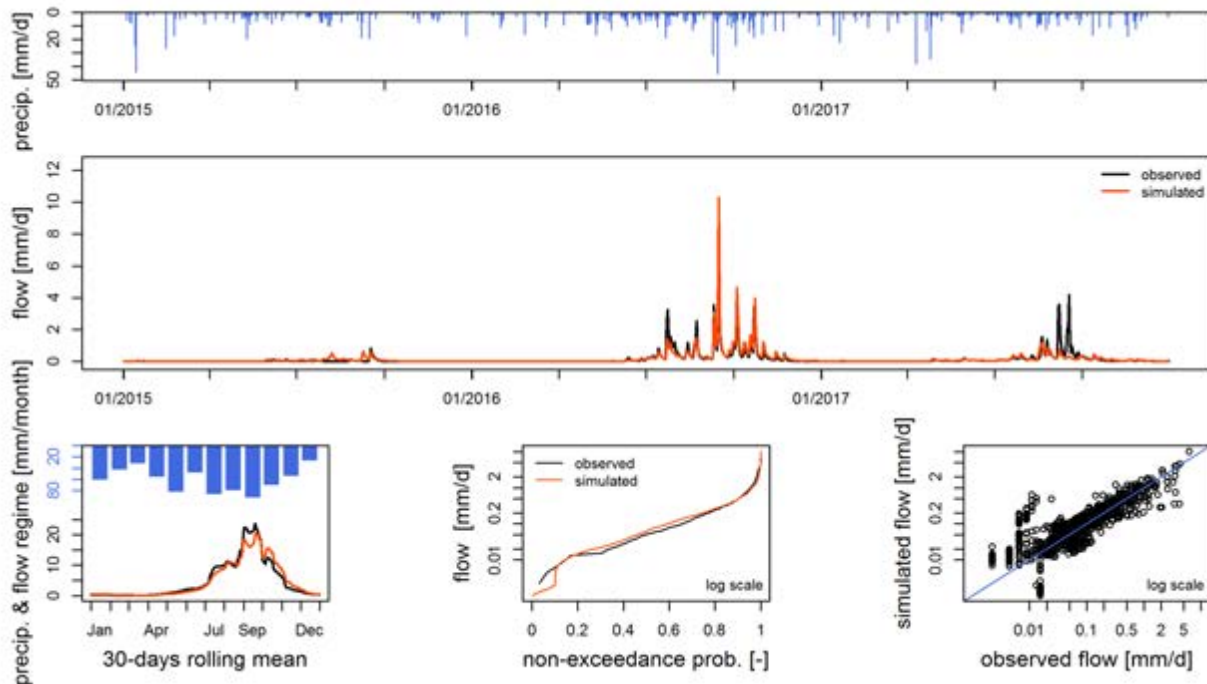 precip. [mm/d]
0
20
50
01/2015 01/2016 01/2017
flow [mm/d]
12
10
8
6
4
2
0
observed
simulated
01/2015 01/2016 01/2017
precip. & flow regime [mm/month]
20
80
20
10
0
Jan Apr Jul Sep Dec
30-days rolling mean
flow [mm/d]
2
0.2
0.01
observed
simulated
log scale
0 0.2 0.4 0.6 0.8 1
non-exceedance prob. [-]
simulated flow [mm/d]
2
0.2
0.01
log scale
0.01 0.1 0.5 2 5
observed flow [mm/d]